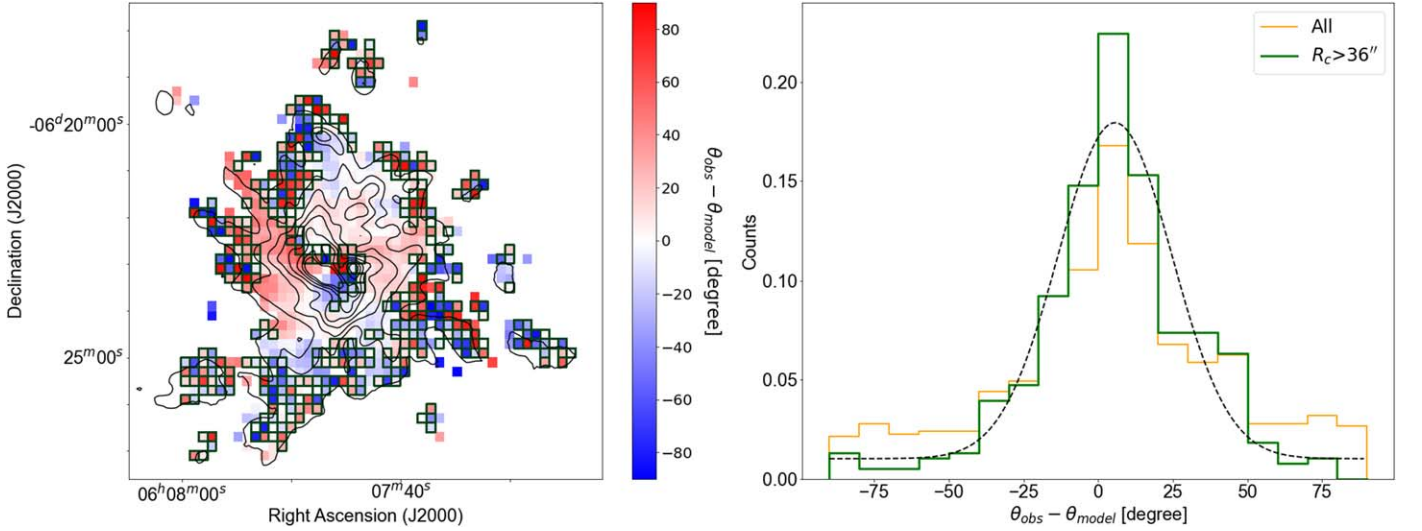 -06ᵈ20ᵐ00ˢ
25ᵐ00ˢ
Declination (J2000)
06ʰ08ᵐ00ˢ 07ᵐ40ˢ
Right Ascension (J2000)
80
60
40
20
0
−20
−40
−60
−80
θobs − θmodel [degree]
All
Rc>36″
0.20
0.15
0.10
0.05
0.00
Counts
−75 −50 −25 0 25 50 75
θobs − θmodel [degree]